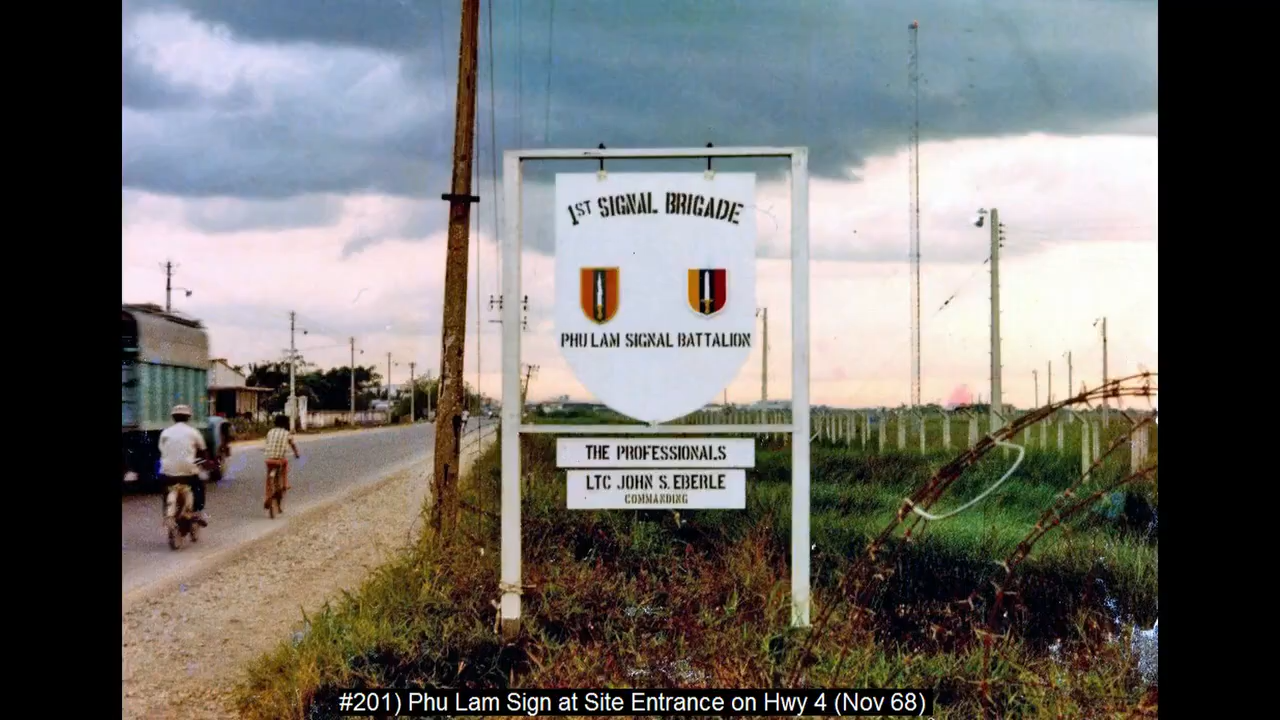 1ST SIGNAL BRIGADE
PHU LAM SIGNAL BATTALION
THE PROFESSIONALS
LTC JOHN S. EBERLE
COMMANDING
#201) Phu Lam Sign at Site Entrance on Hwy 4 (Nov 68)